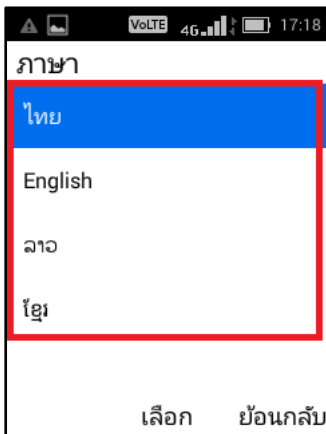 VoLTE 4G 17:18
ภาษา
ไทย
English
ລາວ
ខ្មែរ
เลือก ย้อนกลับ